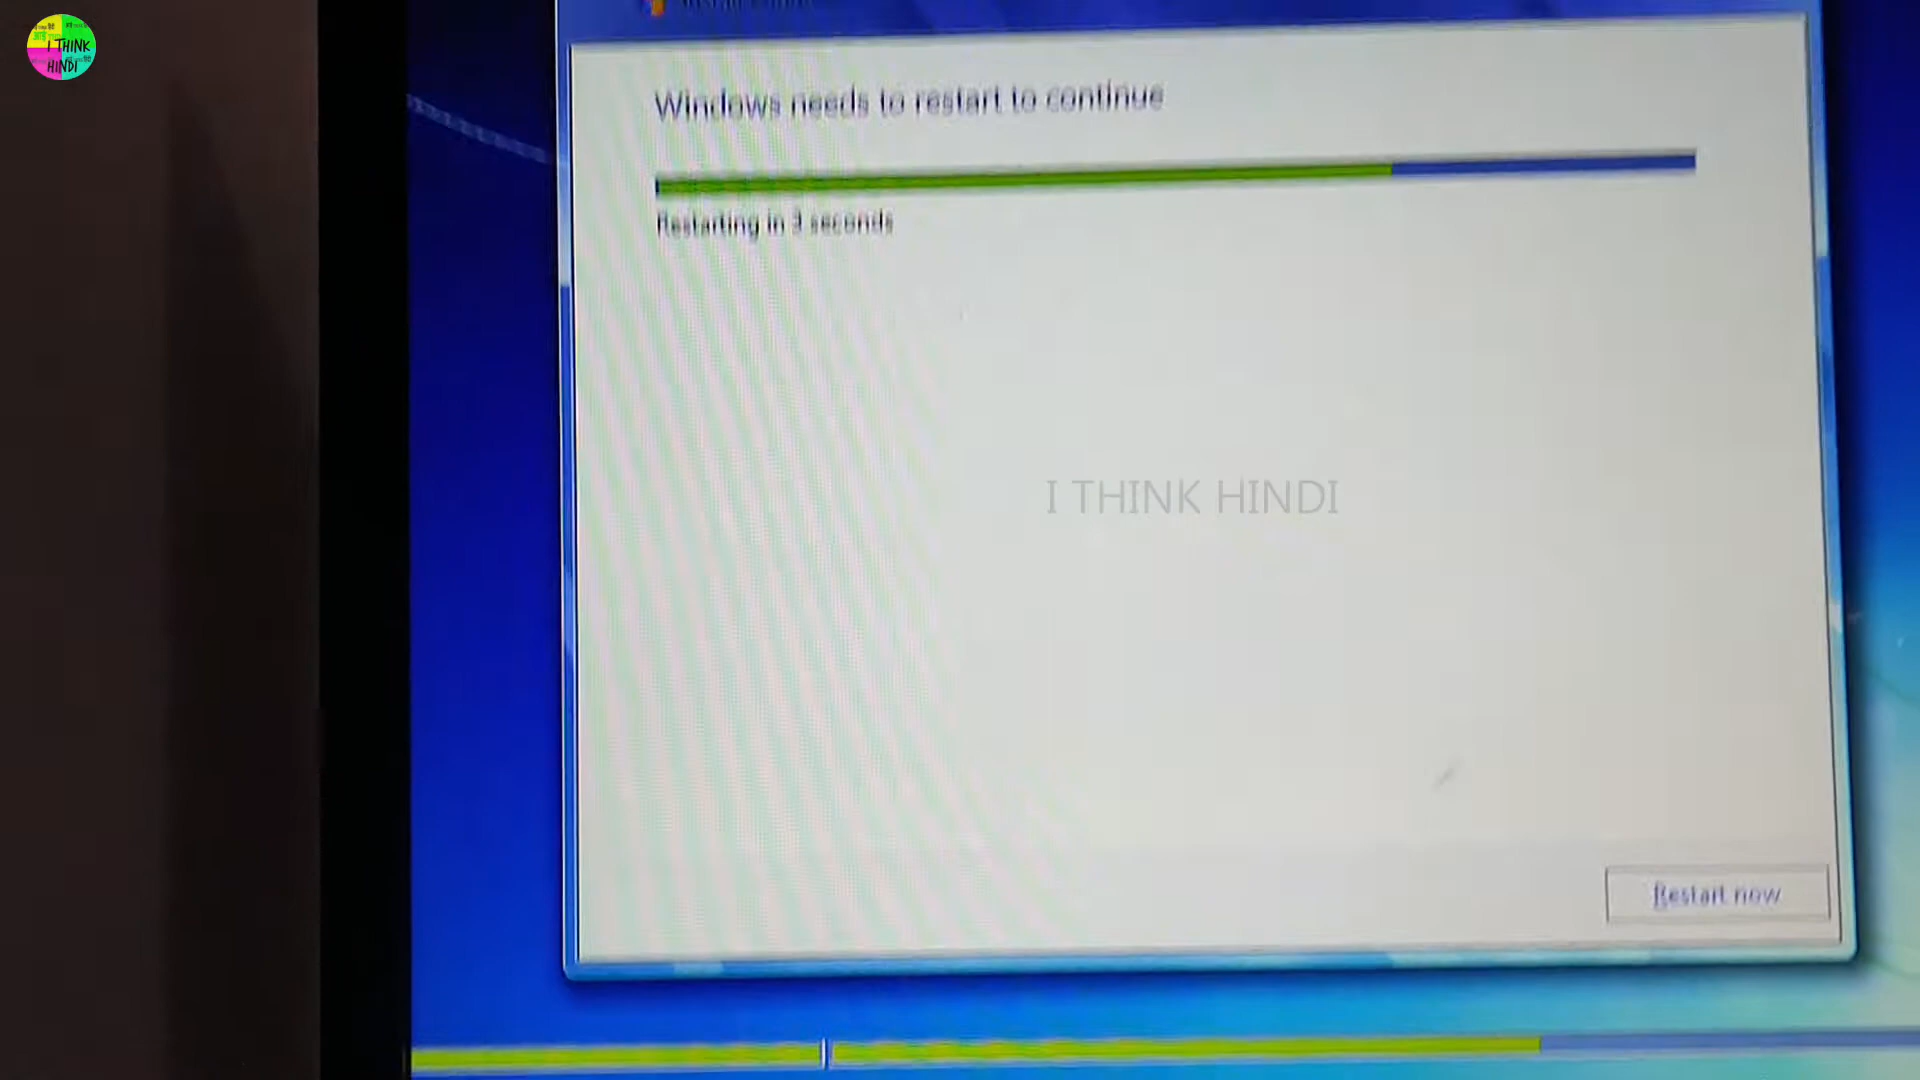 I THINK
HINDI
Windows needs to restart to continue
Restarting in 3 seconds
I THINK HINDI
Restart now